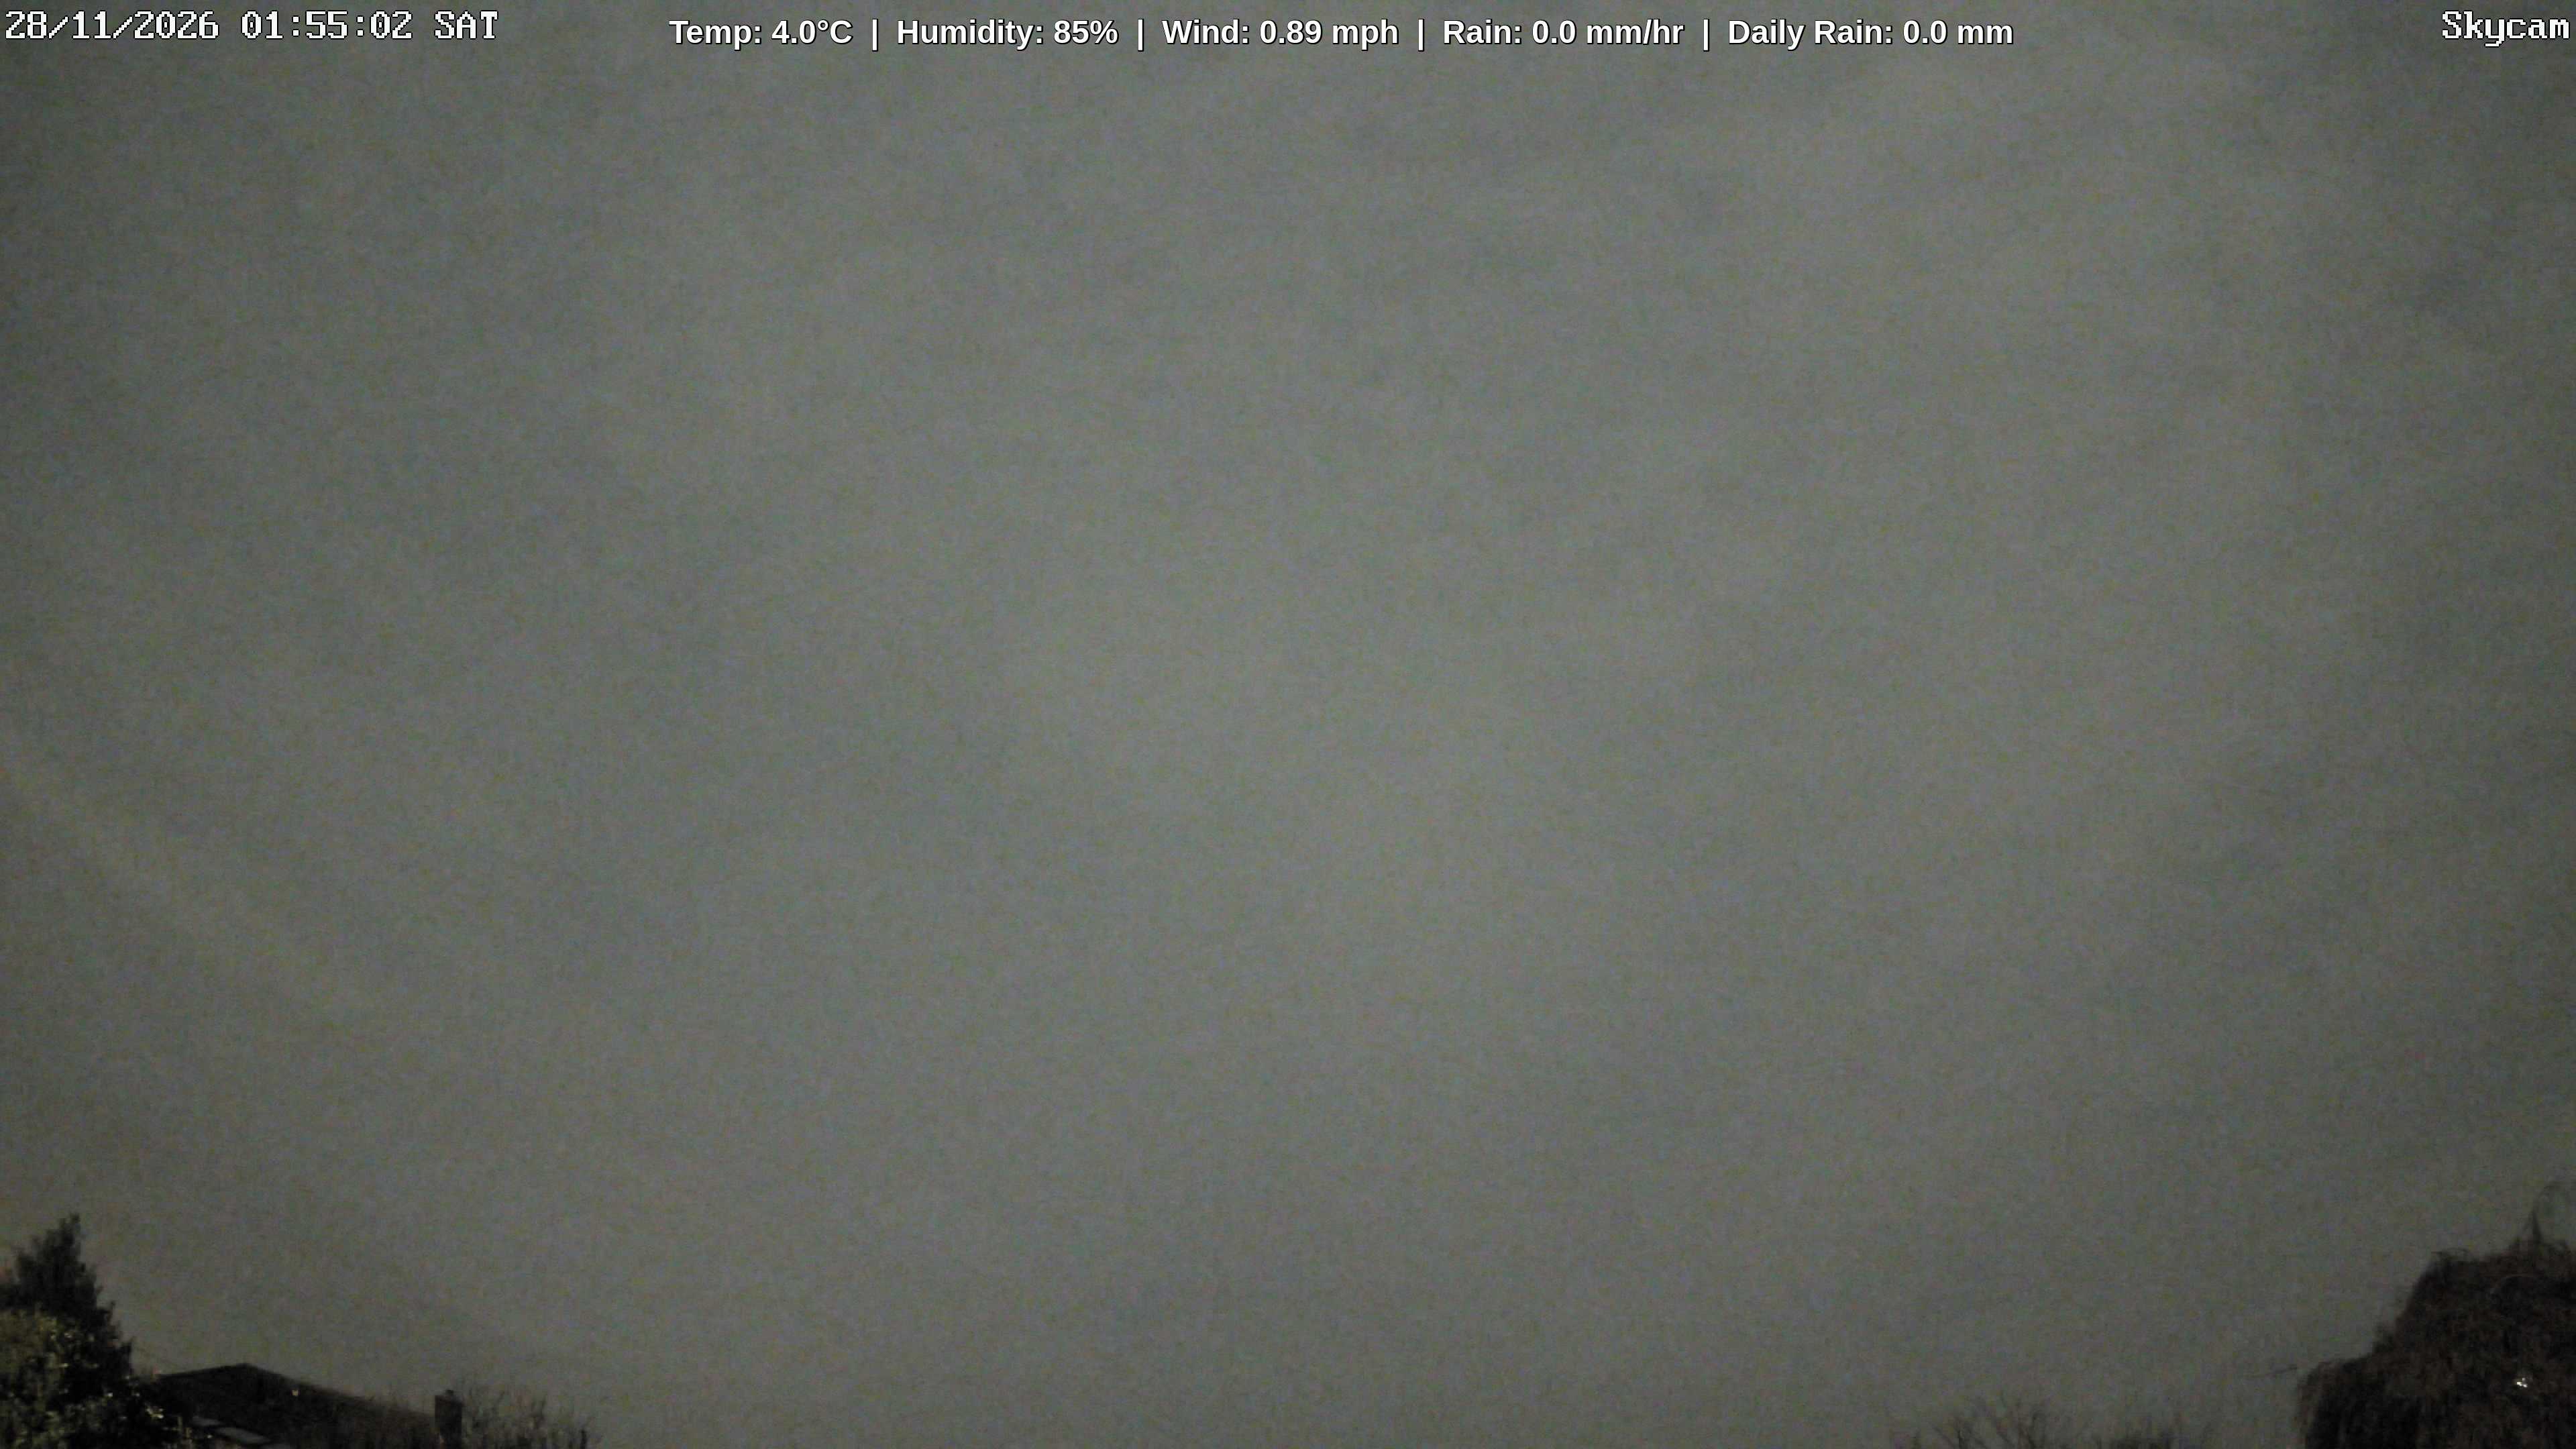 28/11/2026 01:55:02 SAT
Temp: 4.0°C | Humidity: 85% | Wind: 0.89 mph | Rain: 0.0 mm/hr | Daily Rain: 0.0 mm
Skycam